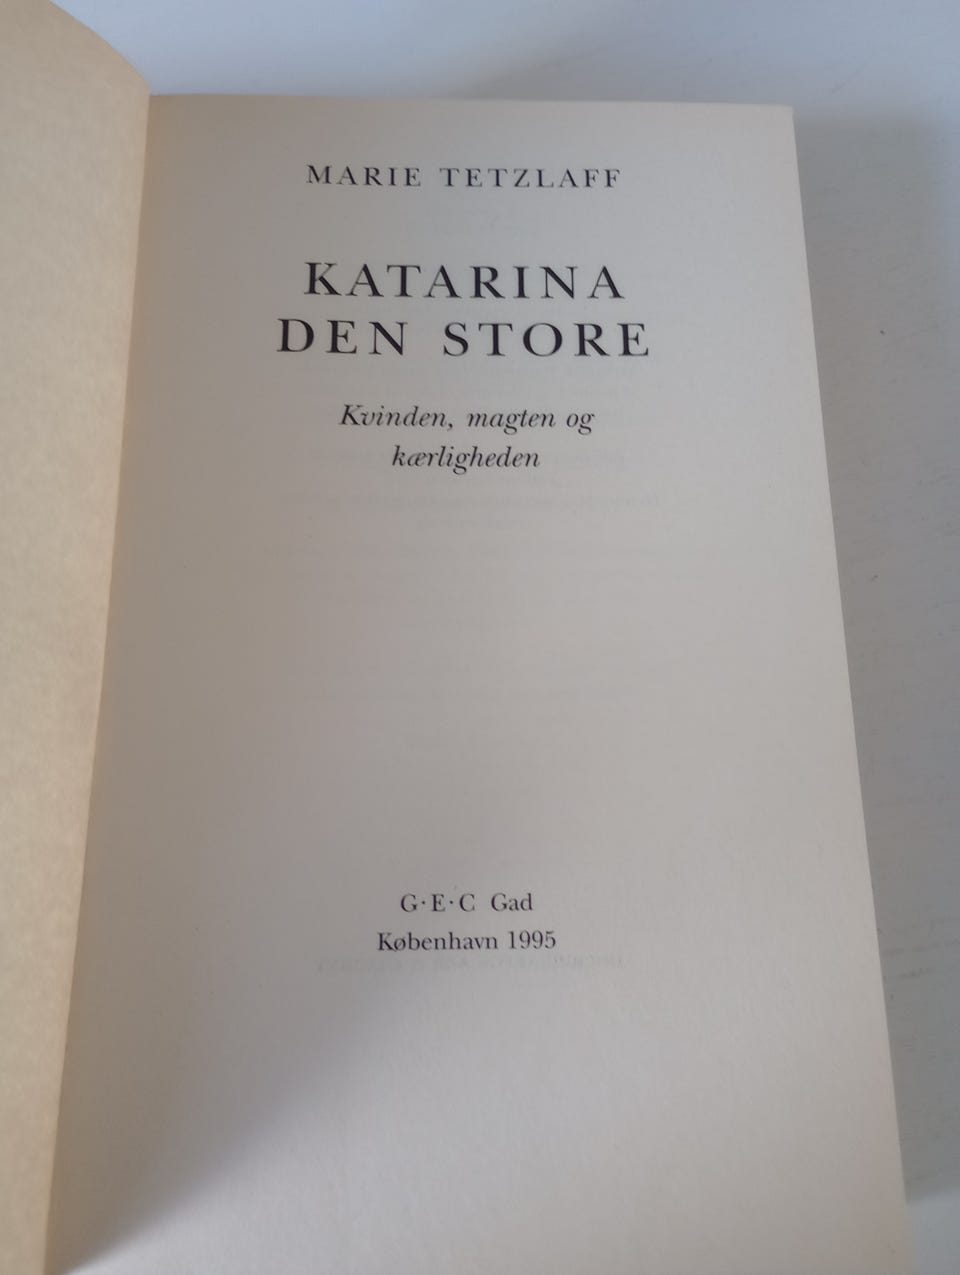 MARIE TETZLAFF
KATARINA
DEN STORE
Kvinden, magten og
kærligheden
G·E·C Gad
København 1995